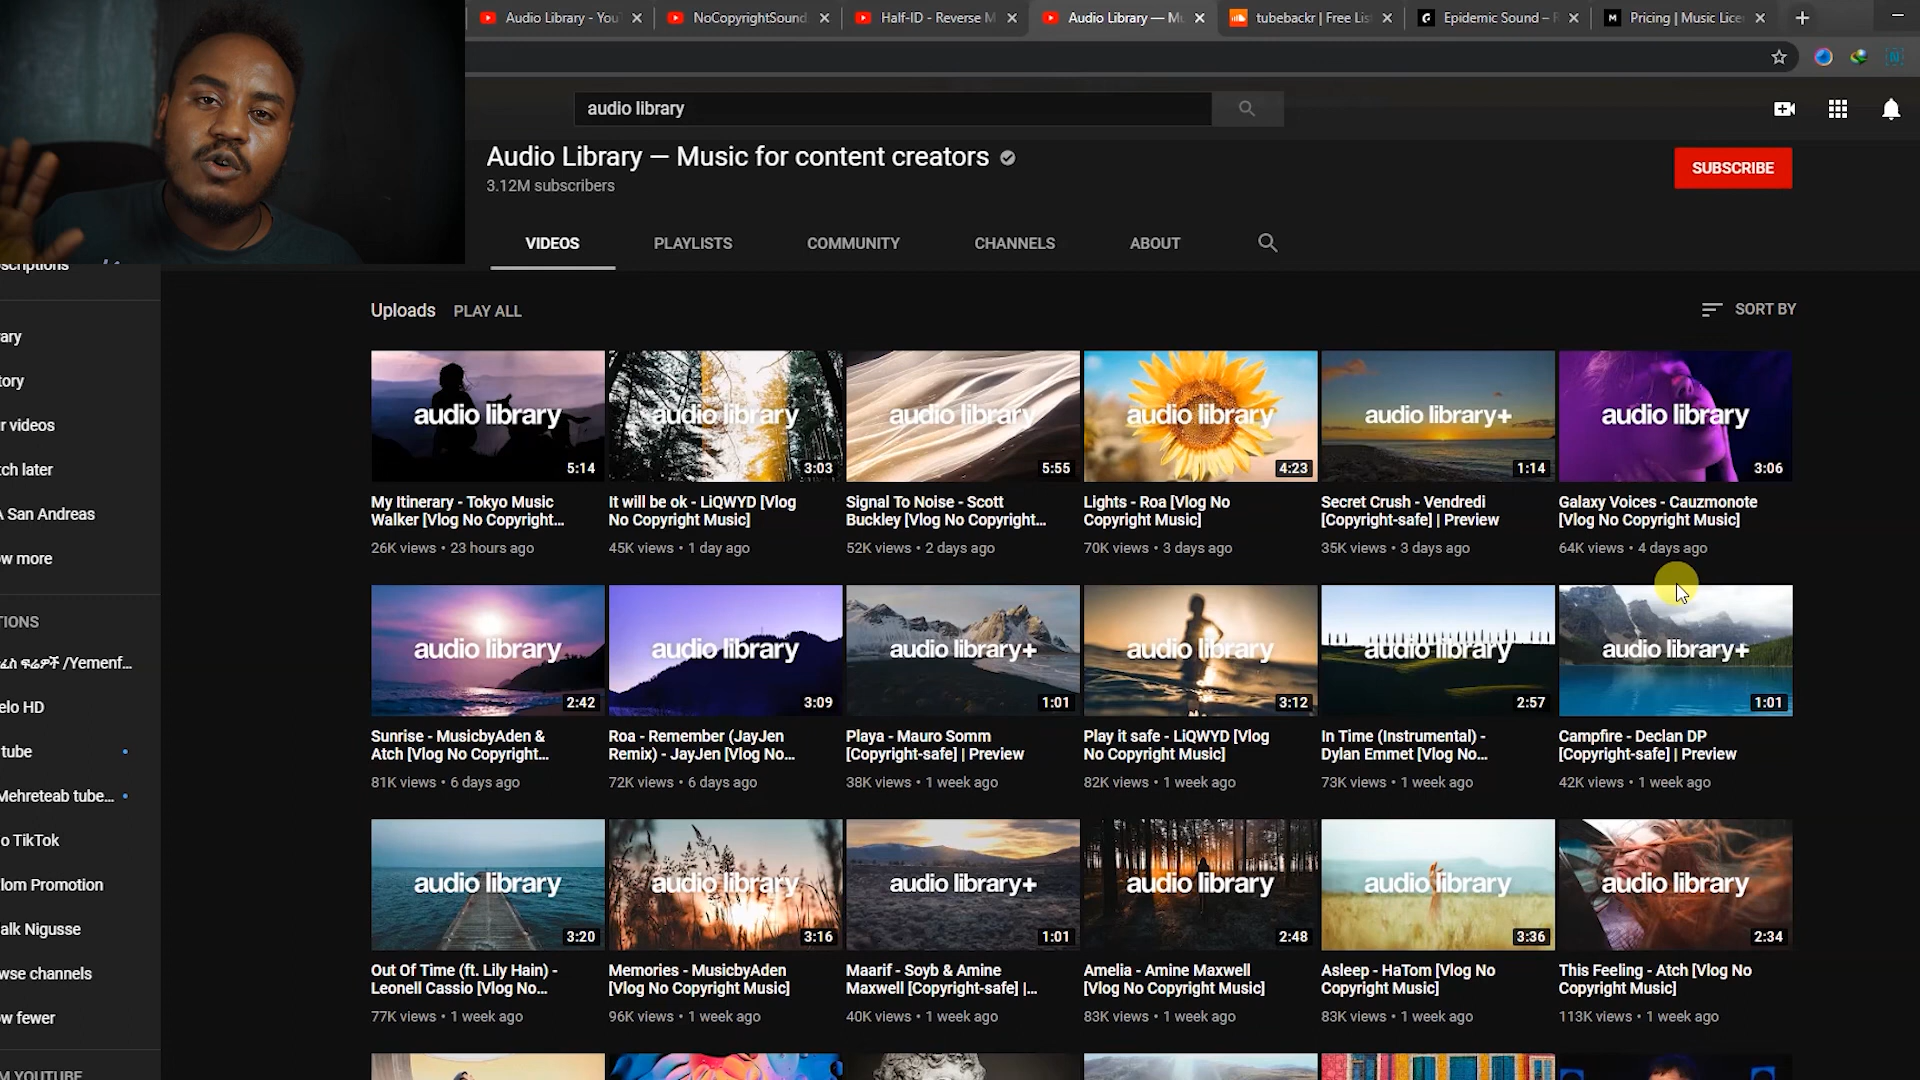 Audio Library - You
NoCopyrightSound
Half-ID - Reverse M
Audio Library — Mu
tubebackr | Free Lis
Epidemic Sound – R
Pricing | Music Lice
audio library
Audio Library — Music for content creators
3.12M subscribers
SUBSCRIBE
VIDEOS PLAYLISTS COMMUNITY CHANNELS ABOUT
Uploads PLAY ALL
SORT BY
scriptions
ary
tory
r videos
tch later
A San Andreas
ow more
TIONS
ፈስ ፍሬዎች /Yemenf...
elo HD
tube
Mehreteab tube...
o TikTok
lom Promotion
alk Nigusse
wse channels
ow fewer
M YOUTUBE
audio library
5:14
My Itinerary - Tokyo Music
Walker [Vlog No Copyright...
26K views • 23 hours ago
audio library
3:03
It will be ok - LiQWYD [Vlog
No Copyright Music]
45K views • 1 day ago
audio library
5:55
Signal To Noise - Scott
Buckley [Vlog No Copyright...
52K views • 2 days ago
audio library
4:23
Lights - Roa [Vlog No
Copyright Music]
70K views • 3 days ago
audio library+
1:14
Secret Crush - Vendredi
[Copyright-safe] | Preview
35K views • 3 days ago
audio library
3:06
Galaxy Voices - Cauzmonote
[Vlog No Copyright Music]
64K views • 4 days ago
audio library
2:42
Sunrise - MusicbyAden &
Atch [Vlog No Copyright...
81K views • 6 days ago
audio library
3:09
Roa - Remember (JayJen
Remix) - JayJen [Vlog No...
72K views • 6 days ago
audio library+
1:01
Playa - Mauro Somm
[Copyright-safe] | Preview
38K views • 1 week ago
audio library
3:12
Play it safe - LiQWYD [Vlog
No Copyright Music]
82K views • 1 week ago
audio library
2:57
In Time (Instrumental) -
Dylan Emmet [Vlog No...
73K views • 1 week ago
audio library+
1:01
Campfire - Declan DP
[Copyright-safe] | Preview
42K views • 1 week ago
audio library
3:20
Out Of Time (ft. Lily Hain) -
Leonell Cassio [Vlog No...
77K views • 1 week ago
audio library
3:16
Memories - MusicbyAden
[Vlog No Copyright Music]
96K views • 1 week ago
audio library+
1:01
Maarif - Soyb & Amine
Maxwell [Copyright-safe] |...
40K views • 1 week ago
audio library
2:48
Amelia - Amine Maxwell
[Vlog No Copyright Music]
83K views • 1 week ago
audio library
3:36
Asleep - HaTom [Vlog No
Copyright Music]
83K views • 1 week ago
audio library
2:34
This Feeling - Atch [Vlog No
Copyright Music]
113K views • 1 week ago